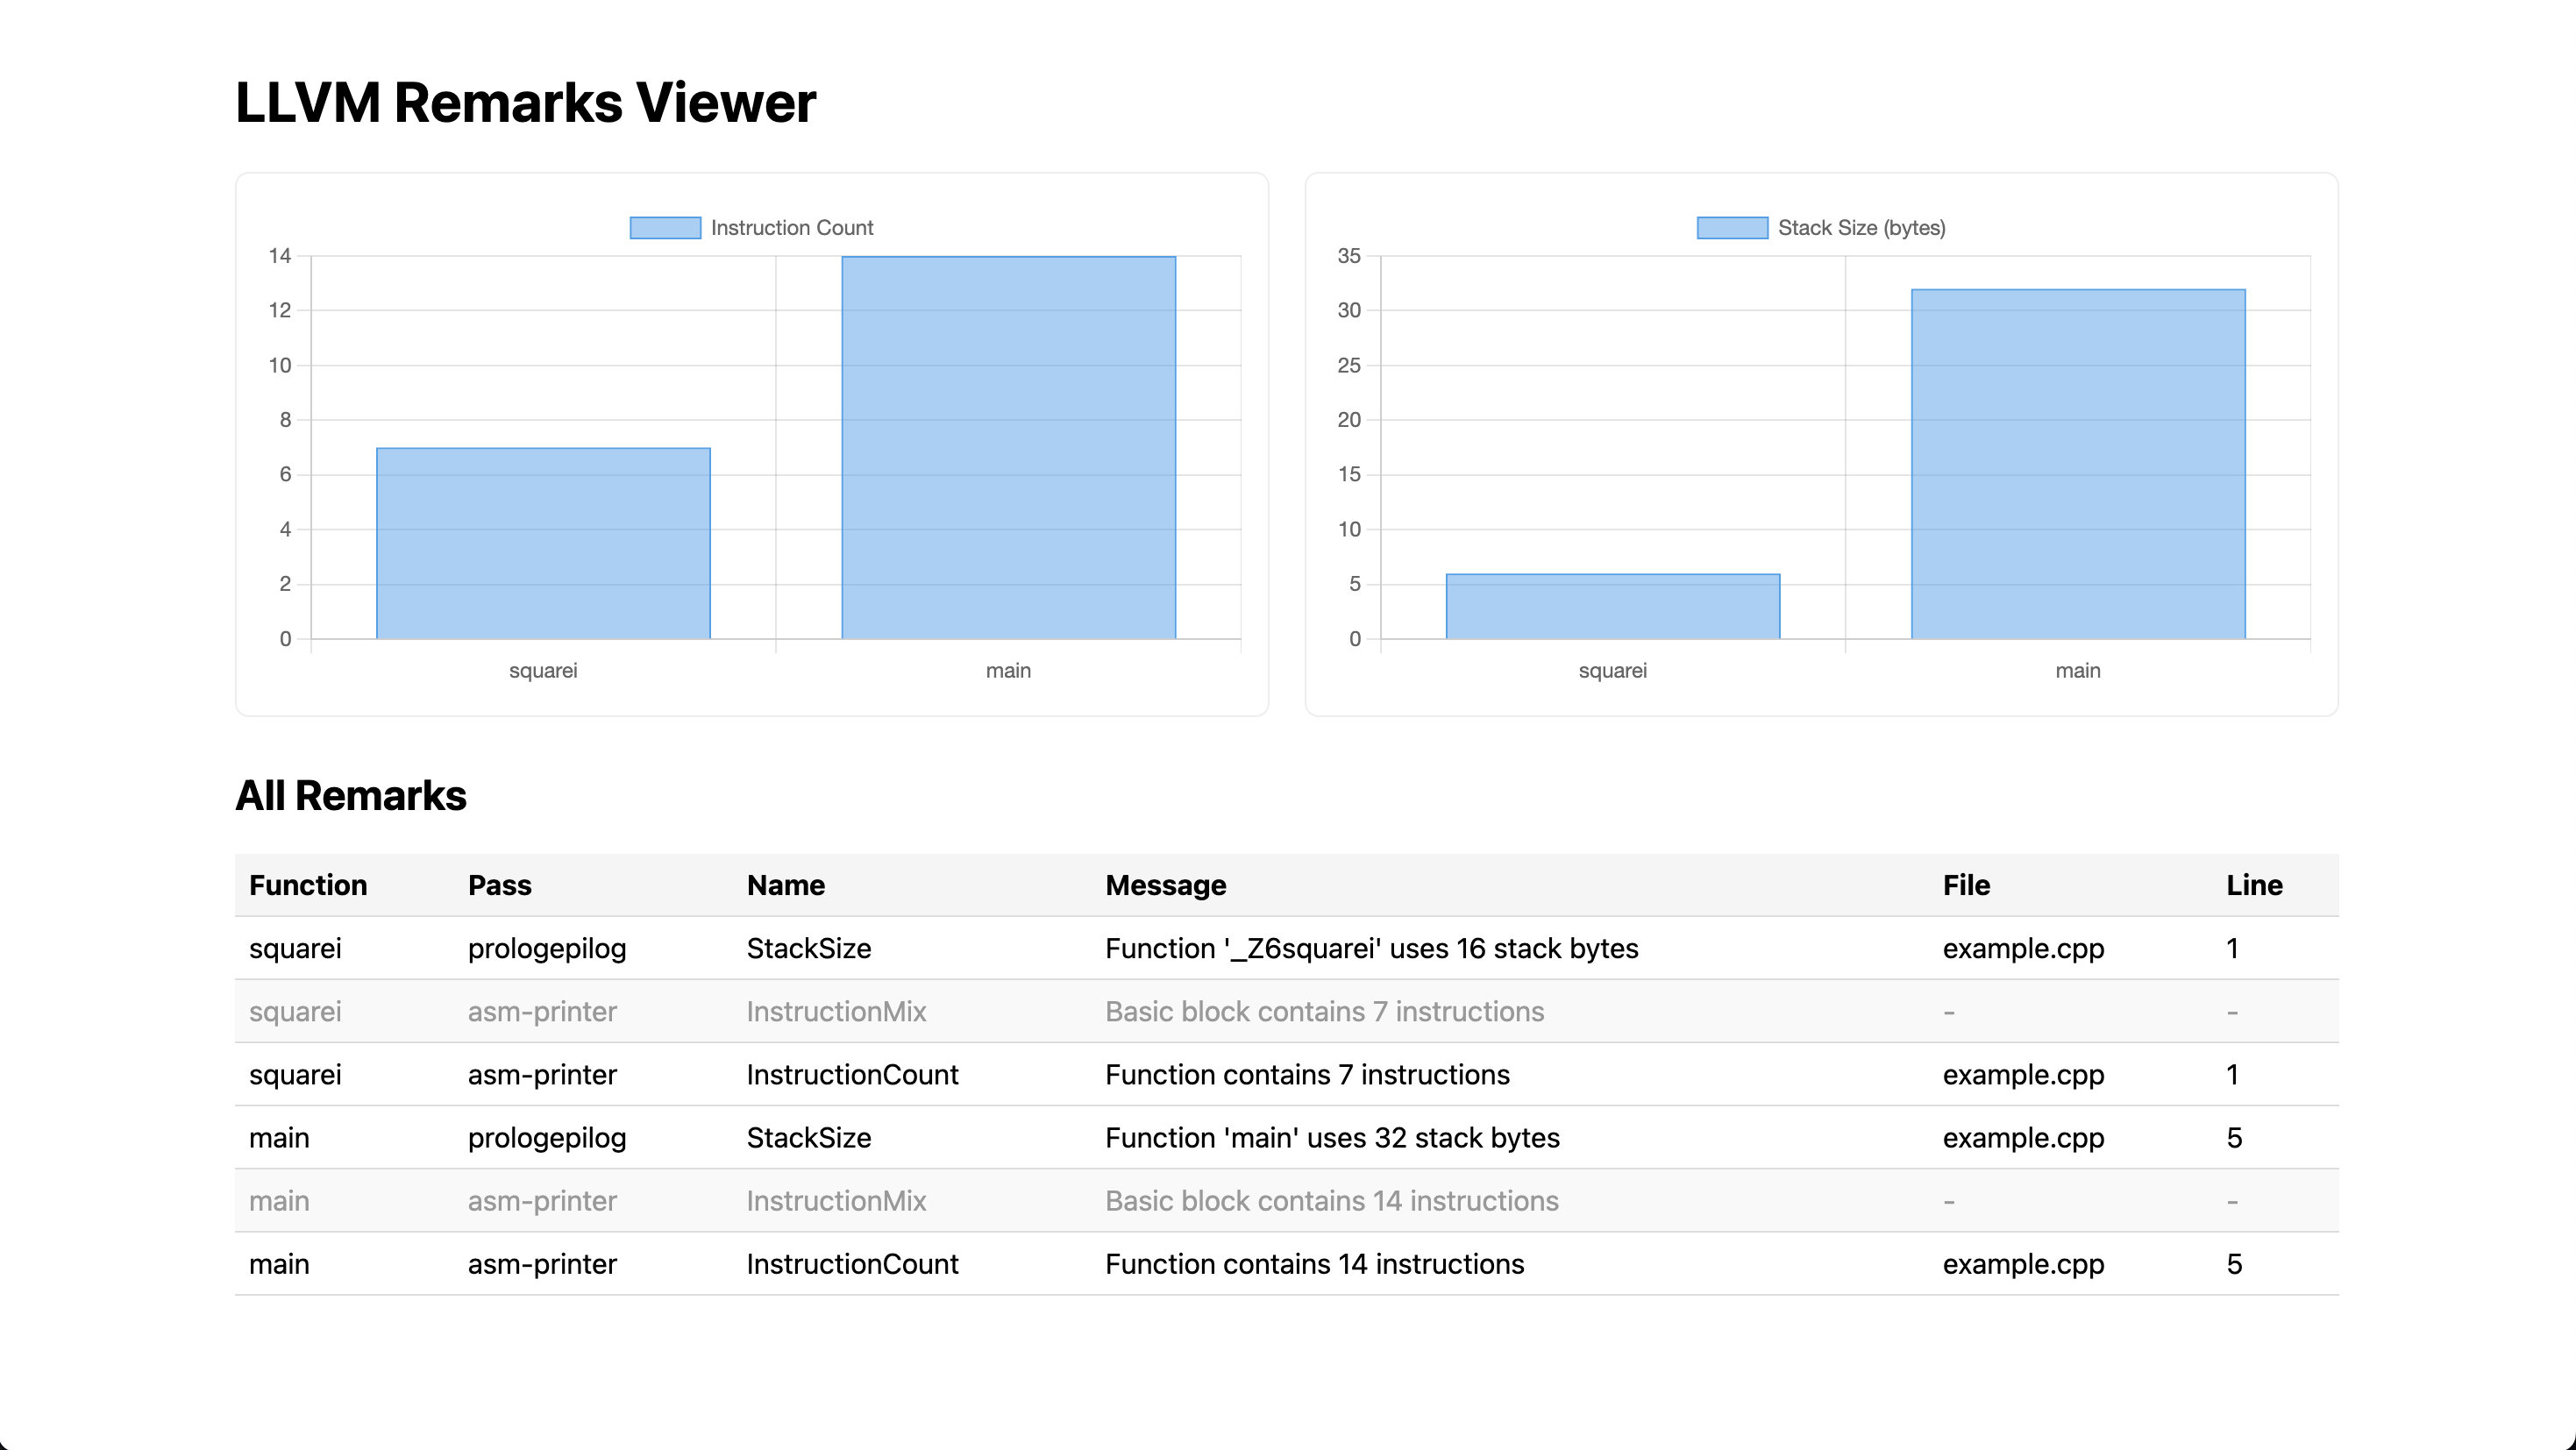 LLVM Remarks Viewer
Instruction Count
14
12
10
8
6
4
2
0
squarei main
Stack Size (bytes)
35
30
25
20
15
10
5
0
squarei main
All Remarks
Function Pass Name Message File Line
squarei prologepilog StackSize Function '_Z6squarei' uses 16 stack bytes example.cpp 1
squarei asm-printer InstructionMix Basic block contains 7 instructions - -
squarei asm-printer InstructionCount Function contains 7 instructions example.cpp 1
main prologepilog StackSize Function 'main' uses 32 stack bytes example.cpp 5
main asm-printer InstructionMix Basic block contains 14 instructions - -
main asm-printer InstructionCount Function contains 14 instructions example.cpp 5